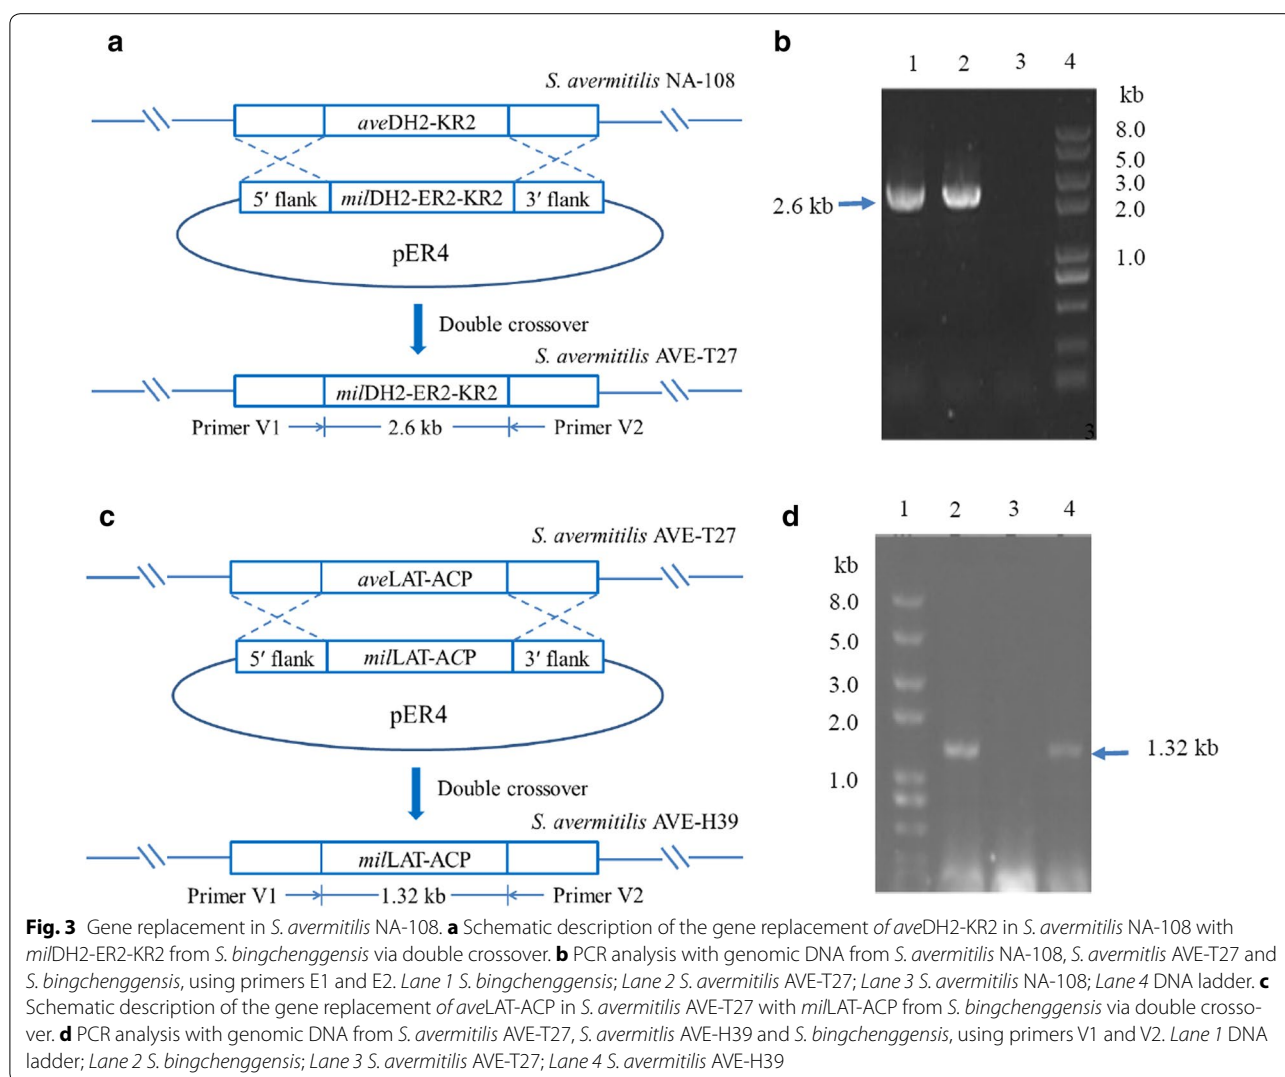 a
S. avermitilis NA-108
aveDH2-KR2
5′ flank
milDH2-ER2-KR2
3′ flank
pER4
Double crossover
S. avermitilis AVE-T27
milDH2-ER2-KR2
Primer V1
2.6 kb
Primer V2
b
1 2 3 4
kb
8.0
5.0
3.0
2.0
1.0
2.6 kb
3
c
S. avermitilis AVE-T27
aveLAT-ACP
5′ flank
milLAT-ACP
3′ flank
pER4
Double crossover
S. avermitilis AVE-H39
milLAT-ACP
Primer V1
1.32 kb
Primer V2
d
1 2 3 4
kb
8.0
5.0
3.0
2.0
1.0
1.32 kb
Fig. 3 Gene replacement in S. avermitilis NA-108. a Schematic description of the gene replacement of aveDH2-KR2 in S. avermitilis NA-108 with
milDH2-ER2-KR2 from S. bingchenggensis via double crossover. b PCR analysis with genomic DNA from S. avermitilis NA-108, S. avermtlis AVE-T27 and
S. bingchenggensis, using primers E1 and E2. Lane 1 S. bingchenggensis; Lane 2 S. avermitilis AVE-T27; Lane 3 S. avermitilis NA-108; Lane 4 DNA ladder. c
Schematic description of the gene replacement of aveLAT-ACP in S. avermitilis AVE-T27 with milLAT-ACP from S. bingchenggensis via double crosso-
ver. d PCR analysis with genomic DNA from S. avermitilis AVE-T27, S. avermitlis AVE-H39 and S. bingchenggensis, using primers V1 and V2. Lane 1 DNA
ladder; Lane 2 S. bingchenggensis; Lane 3 S. avermitilis AVE-T27; Lane 4 S. avermitilis AVE-H39